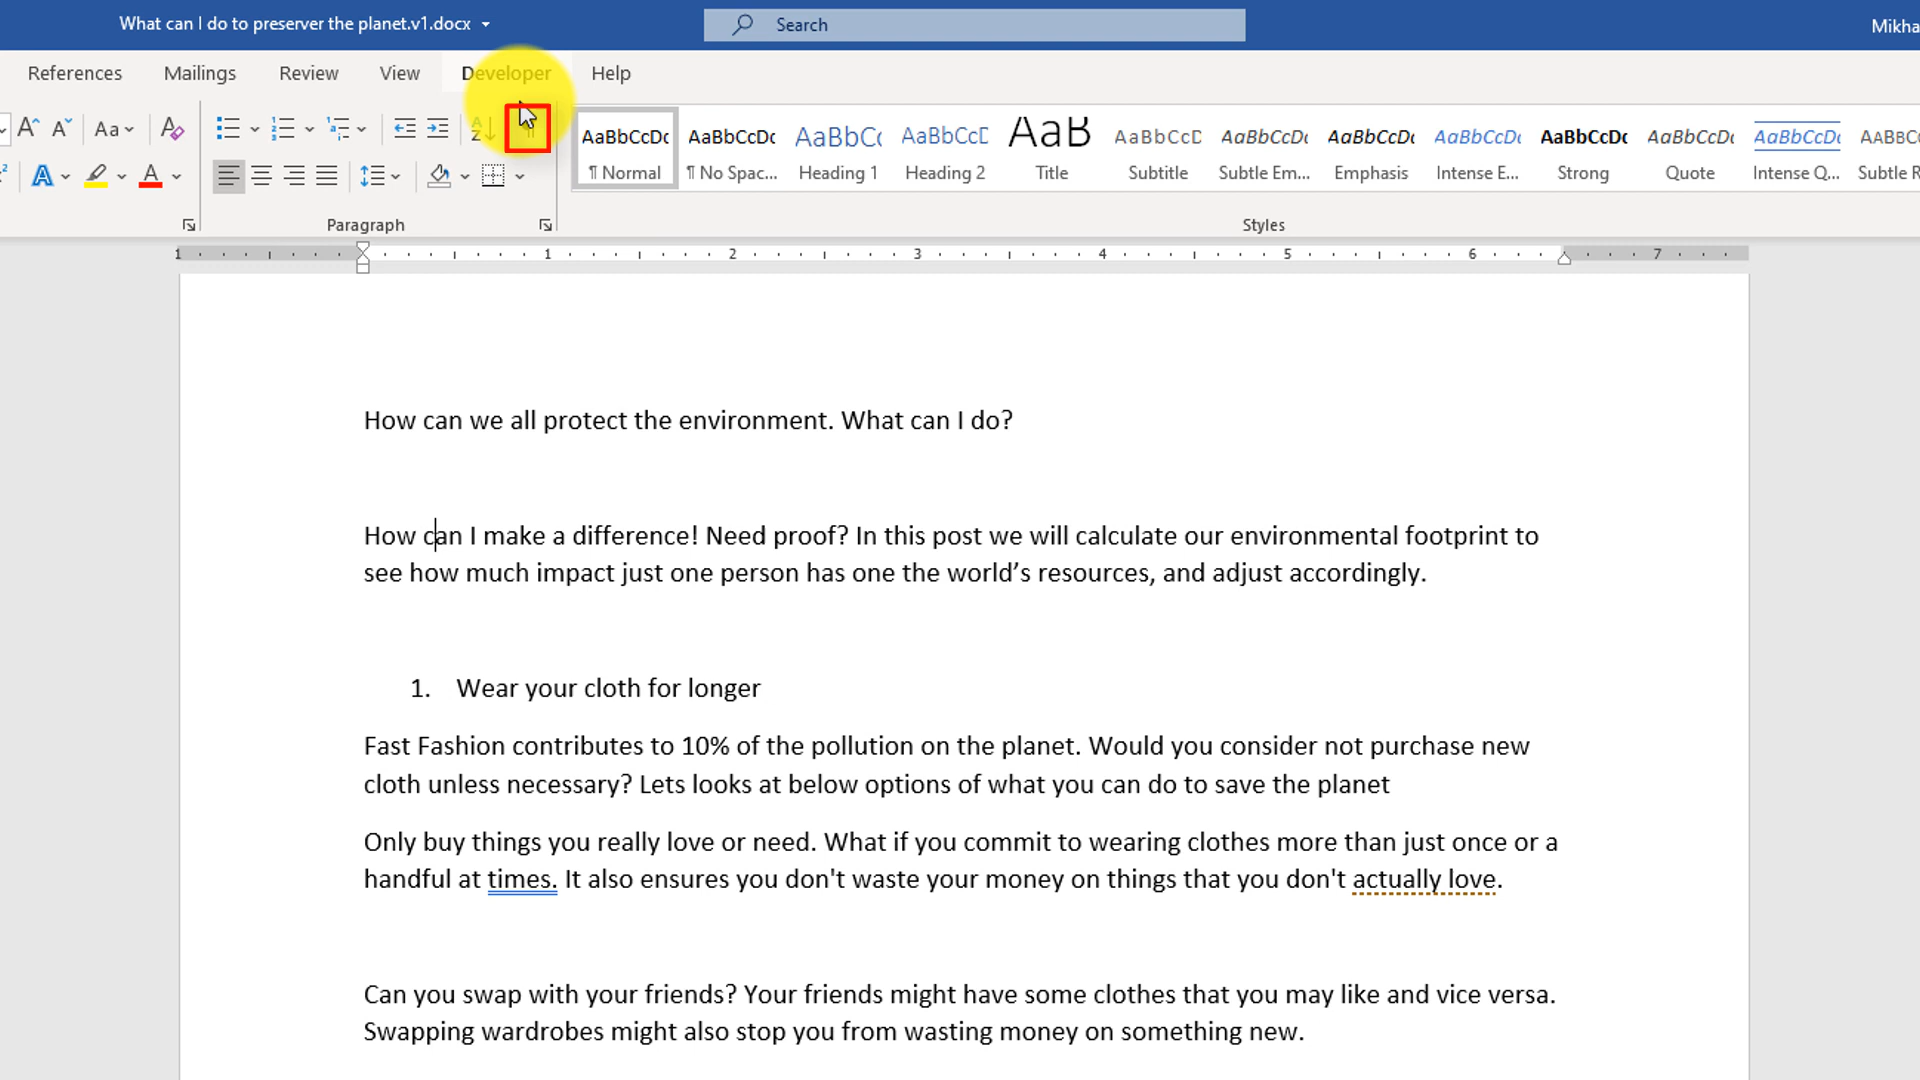 What can I do to preserver the planet.v1.docx
Search
Mikha
References Mailings Review View Developer Help
Aa
AaBbCcDc AaBbCcDc AaBbCc AaBbCcD AaB AaBbCcD AaBbCcDc AaBbCcDc AaBbCcDc AaBbCcDc AaBbCcDc AaBbCcDc AABBC
¶ Normal ¶ No Spac... Heading 1 Heading 2 Title Subtitle Subtle Em... Emphasis Intense E... Strong Quote Intense Q... Subtle R
Paragraph Styles
1 1 2 3 4 5 6 7
How can we all protect the environment. What can I do?
How can I make a difference! Need proof? In this post we will calculate our environmental footprint to
see how much impact just one person has one the world’s resources, and adjust accordingly.
1. Wear your cloth for longer
Fast Fashion contributes to 10% of the pollution on the planet. Would you consider not purchase new
cloth unless necessary? Lets looks at below options of what you can do to save the planet
Only buy things you really love or need. What if you commit to wearing clothes more than just once or a
handful at times. It also ensures you don't waste your money on things that you don't actually love.
Can you swap with your friends? Your friends might have some clothes that you may like and vice versa.
Swapping wardrobes might also stop you from wasting money on something new.